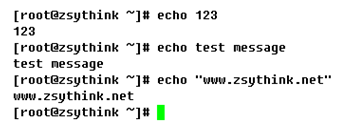 [root@zsythink ~]# echo 123
123
[root@zsythink ~]# echo test message
test message
[root@zsythink ~]# echo "www.zsythink.net"
www.zsythink.net
[root@zsythink ~]#